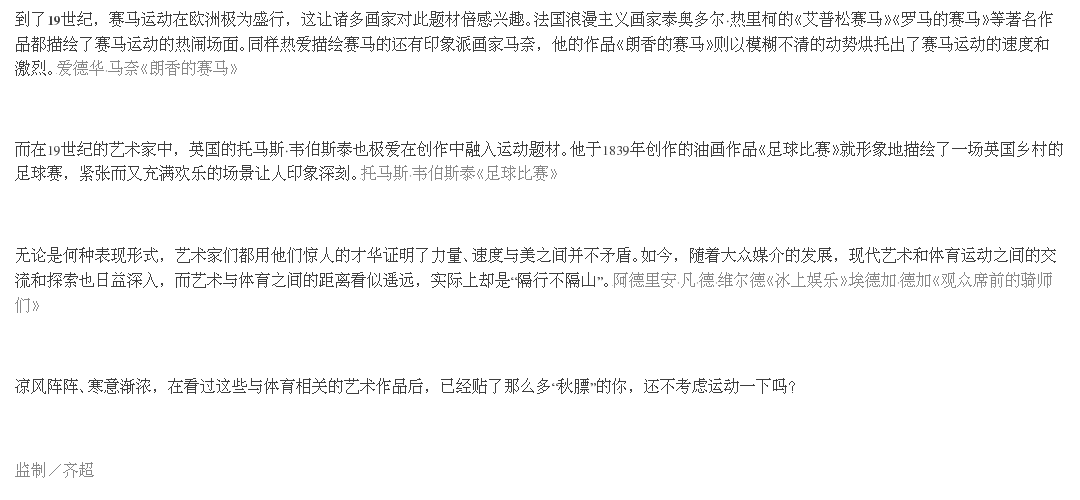 到了19世纪，赛马运动在欧洲极为盛行，这让诸多画家对此题材倍感兴趣。法国浪漫主义画家泰奥多尔·热里柯的《艾普松赛马》《罗马的赛马》等著名作
品都描绘了赛马运动的热闹场面。同样热爱描绘赛马的还有印象派画家马奈，他的作品《朗香的赛马》则以模糊不清的动势烘托出了赛马运动的速度和
激烈。爱德华·马奈《朗香的赛马》
而在19世纪的艺术家中，英国的托马斯·韦伯斯泰也极爱在创作中融入运动题材。他于1839年创作的油画作品《足球比赛》就形象地描绘了一场英国乡村的
足球赛，紧张而又充满欢乐的场景让人印象深刻。托马斯·韦伯斯泰《足球比赛》
无论是何种表现形式，艺术家们都用他们惊人的才华证明了力量、速度与美之间并不矛盾。如今，随着大众媒介的发展，现代艺术和体育运动之间的交
流和探索也日益深入，而艺术与体育之间的距离看似遥远，实际上却是“隔行不隔山”。阿德里安·凡·德·维尔德《冰上娱乐》埃德加·德加《观众席前的骑师
们》
凉风阵阵、寒意渐浓，在看过这些与体育相关的艺术作品后，已经贴了那么多“秋膘”的你，还不考虑运动一下吗？
监制／齐超